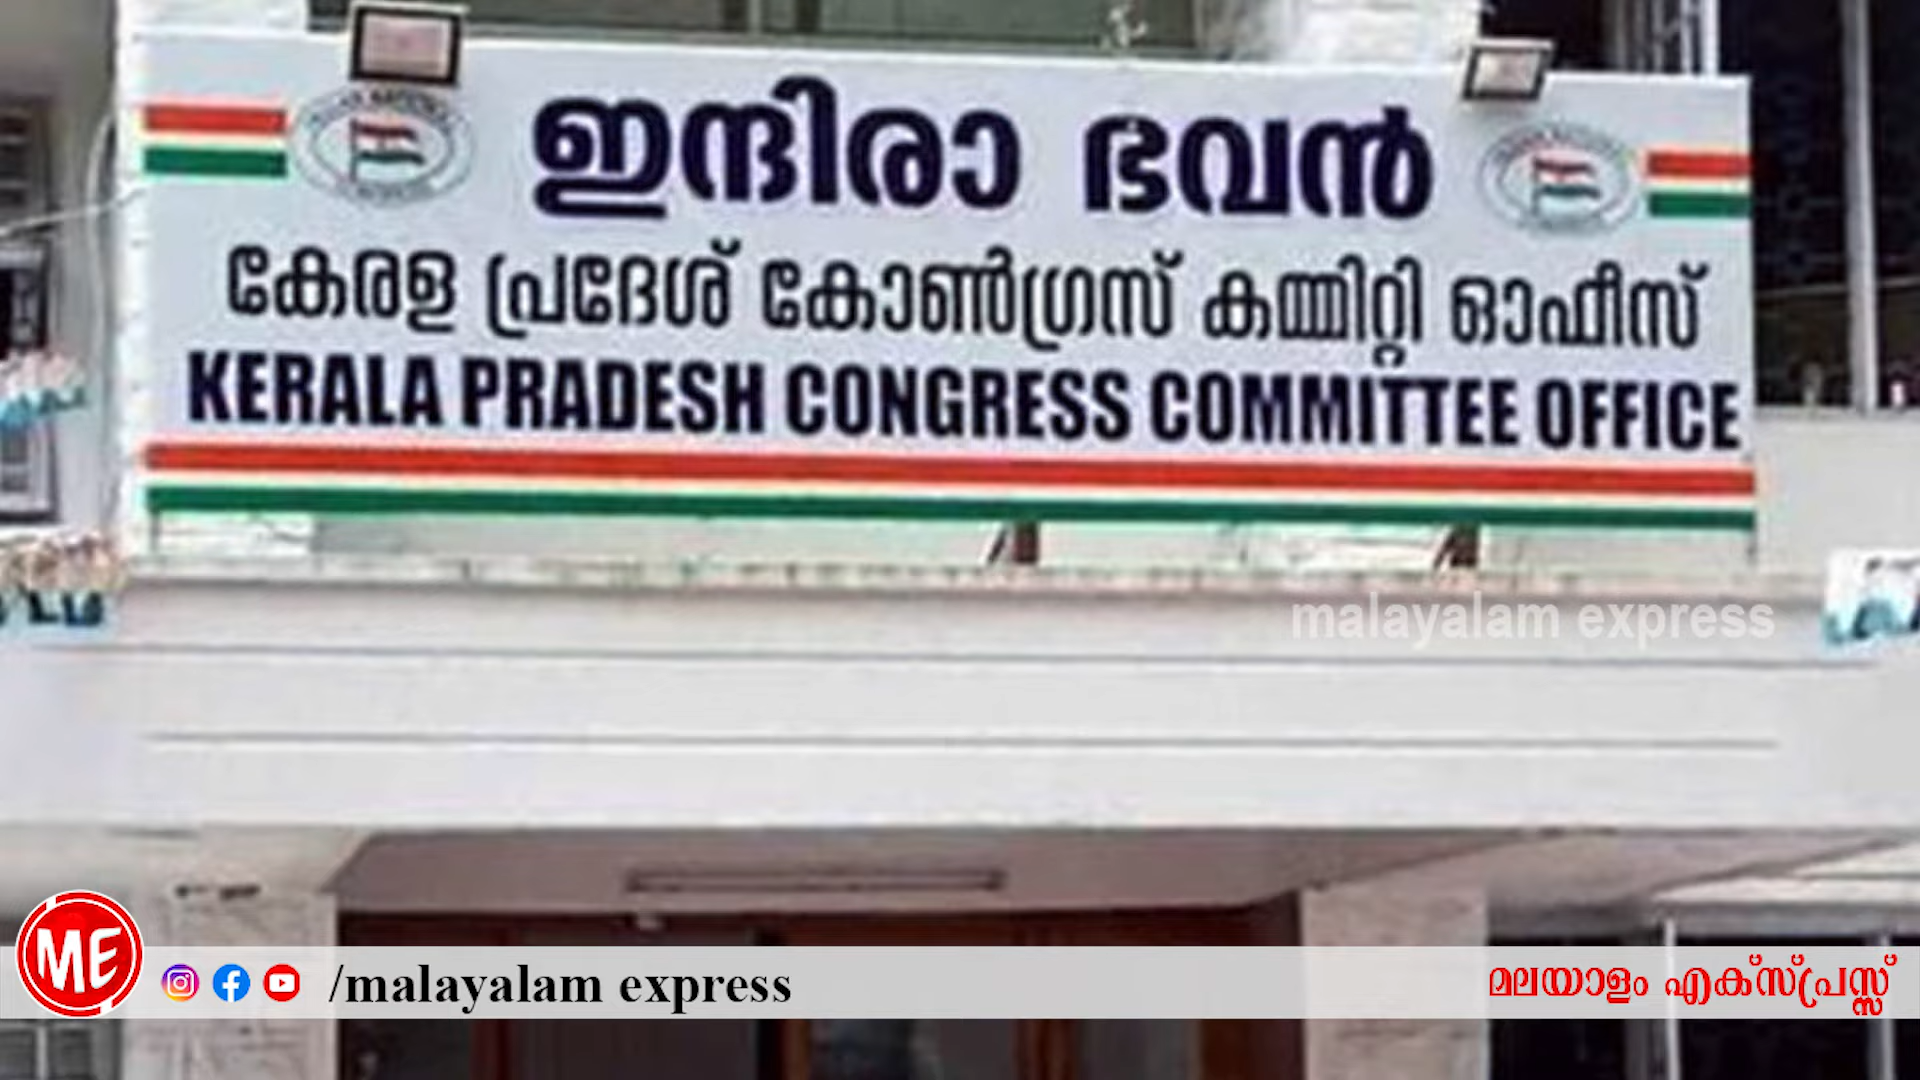 ഇന്ദിരാ ഭവൻ
കേരള പ്രദേശ് കോൺഗ്രസ് കമ്മിറ്റി ഓഫീസ്
KERALA PRADESH CONGRESS COMMITTEE OFFICE
malayalam express
ME
/malayalam express
മലയാളം എക്സ്പ്രസ്സ്